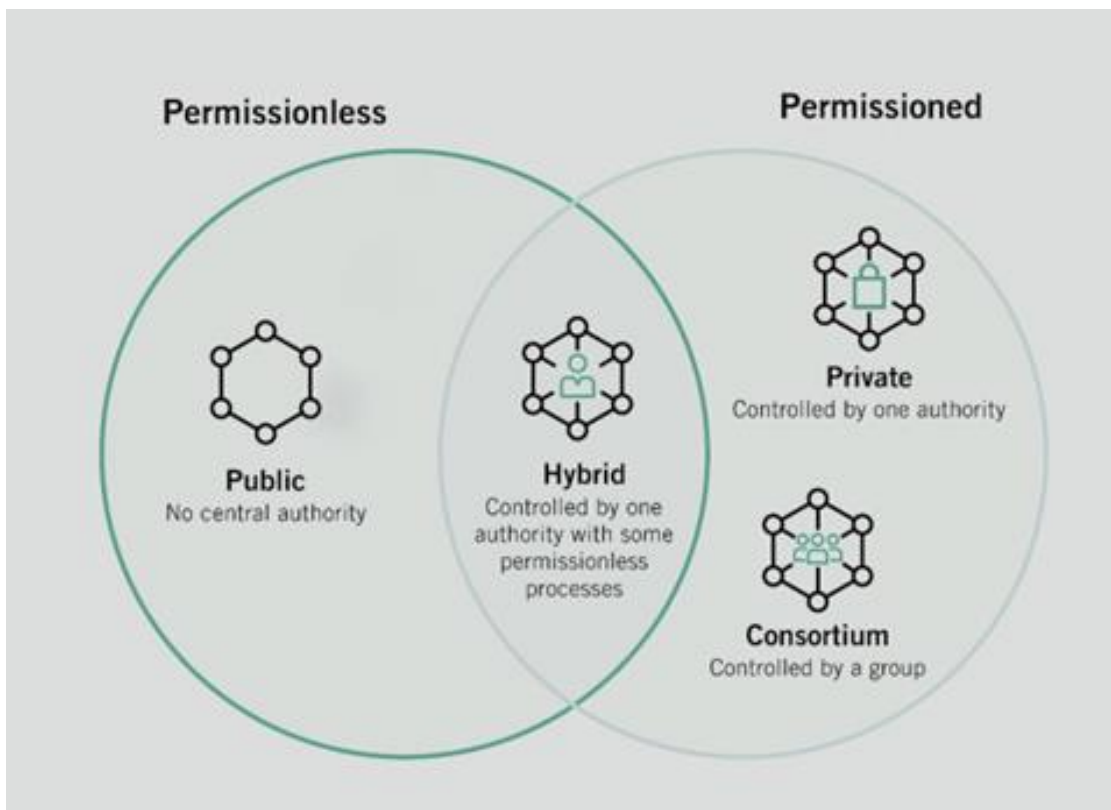 Permissionless
Permissioned
Public
No central authority
Hybrid
Controlled by one
authority with some
permissionless
processes
Private
Controlled by one authority
Consortium
Controlled by a group